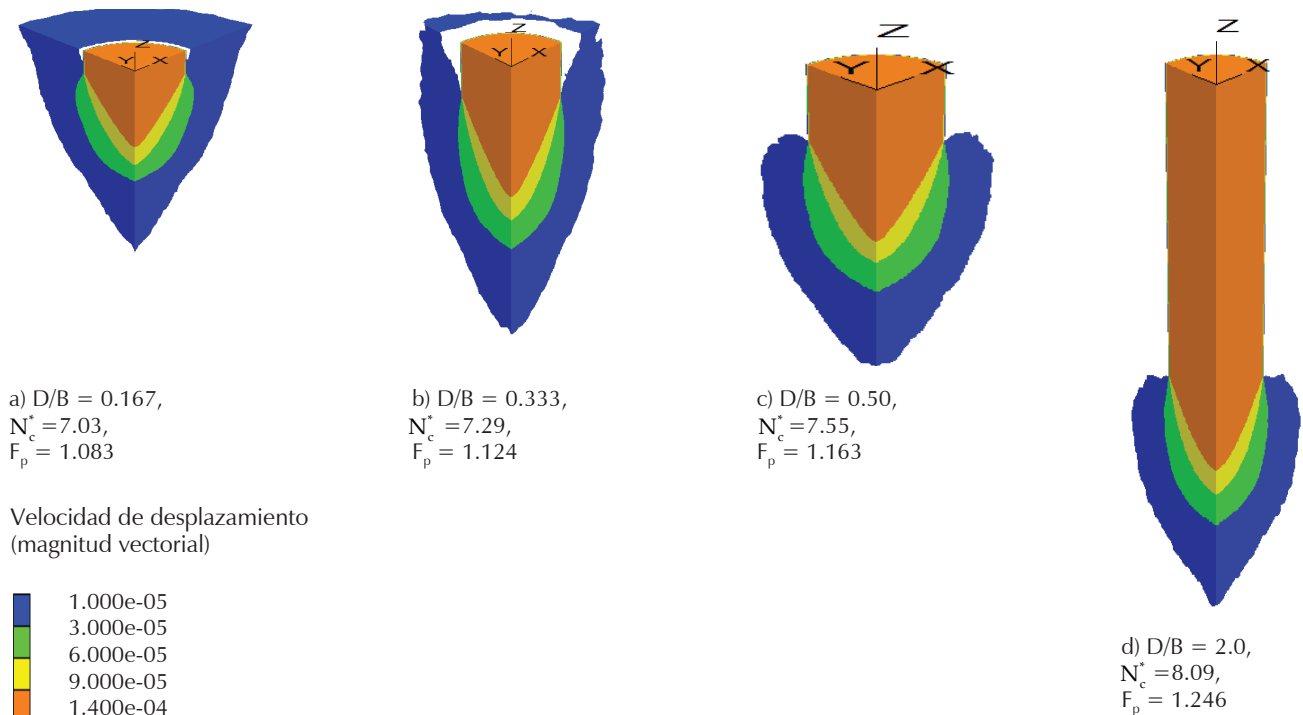 Z
Y
X
Z
Y
X
Z
Y
X
Z
Y
X
a) D/B = 0.167,
N*c =7.03,
Fp = 1.083
b) D/B = 0.333,
N*c =7.29,
Fp = 1.124
c) D/B = 0.50,
N*c =7.55,
Fp = 1.163
d) D/B = 2.0,
N*c =8.09,
Fp = 1.246
Velocidad de desplazamiento
(magnitud vectorial)
1.000e-05
3.000e-05
6.000e-05
9.000e-05
1.400e-04